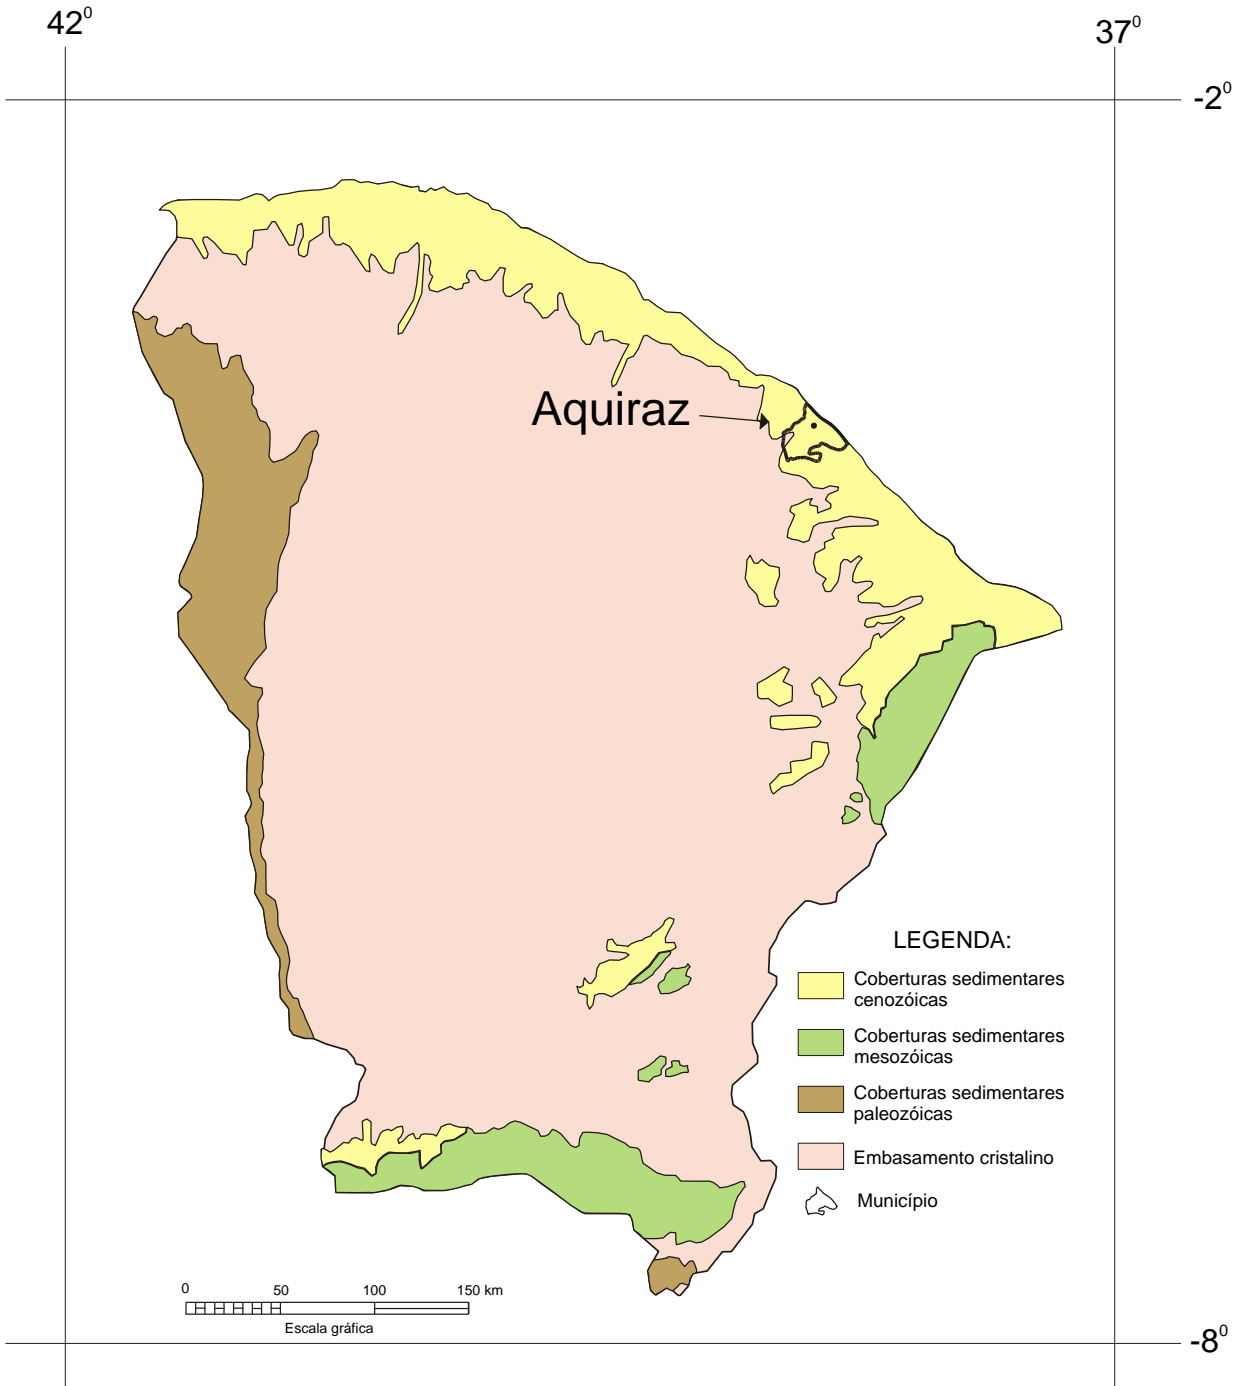 42⁰
37⁰
-2⁰
Aquiraz
LEGENDA:
Coberturas sedimentares
cenozóicas
Coberturas sedimentares
mesozóicas
Coberturas sedimentares
paleozóicas
Embasamento cristalino
Município
0 50 100 150 km
Escala gráfica
-8⁰